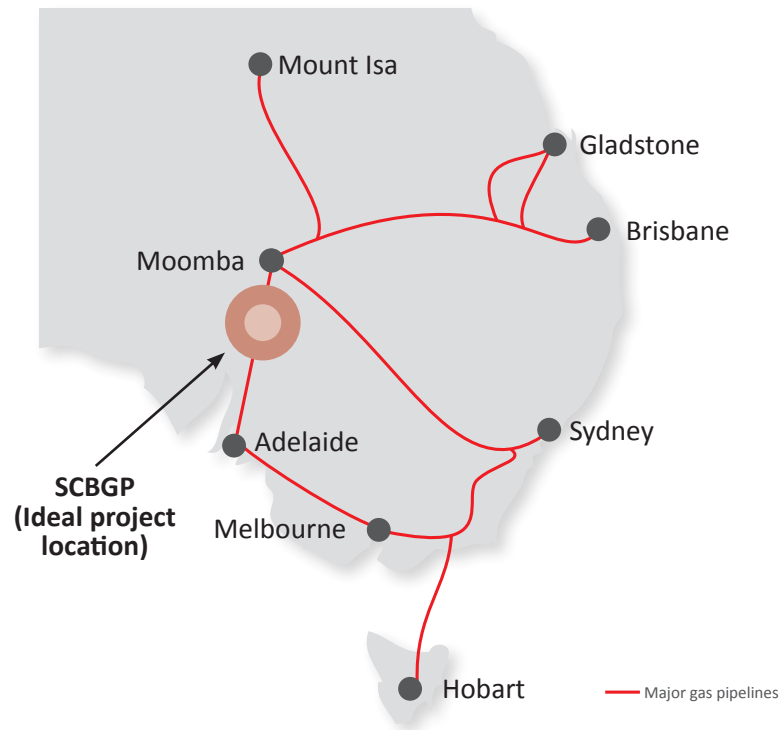 Mount Isa
Gladstone
Brisbane
Moomba
Sydney
Adelaide
SCBGP
(Ideal project
location)
Melbourne
Hobart
Major gas pipelines